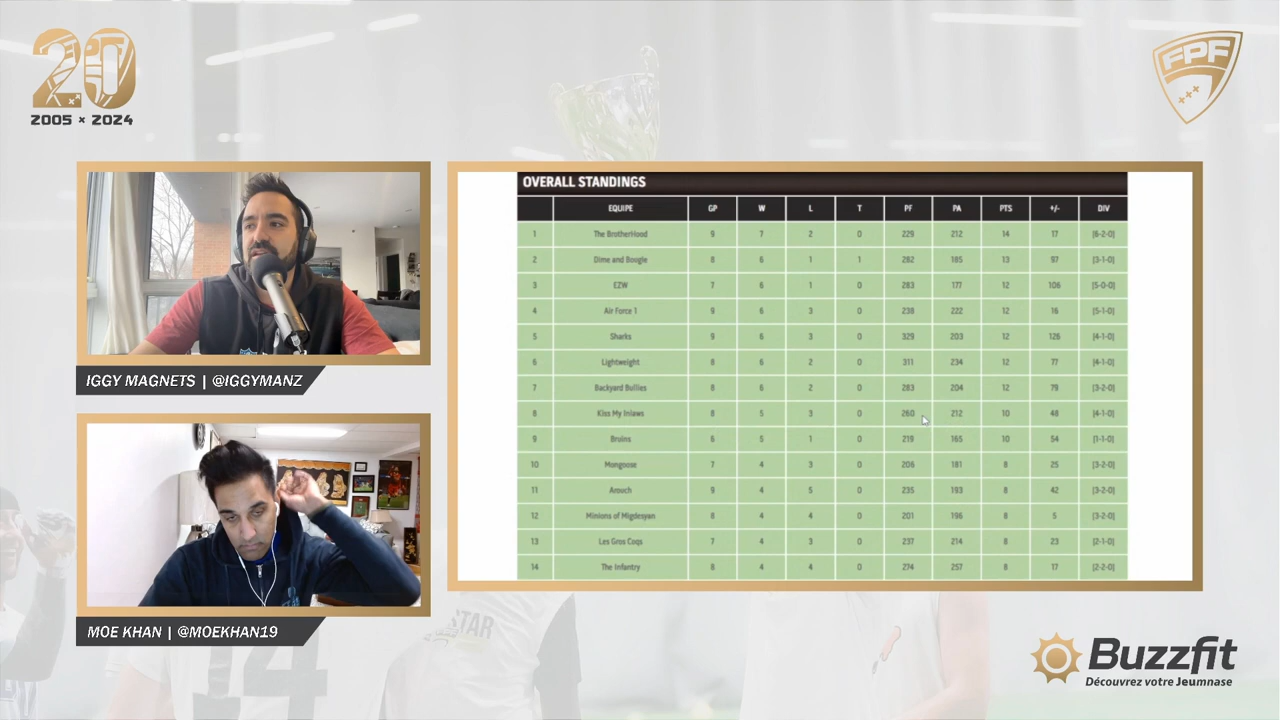 20
2005 × 2024
FPF
IGGY MAGNETS | @IGGYMANZ
MOE KHAN | @MOEKHAN19
OVERALL STANDINGS
EQUIPE GP W L T PF PA PTS +/- DIV
1 The BrotherHood 9 7 2 0 229 212 14 17 (6-2-0)
2 Dime and Boogie 8 6 1 1 282 185 13 97 (3-1-0)
3 EZW 7 6 1 0 283 177 12 106 (5-0-0)
4 Air Force 1 9 6 3 0 238 222 12 16 (5-1-0)
5 Sharks 9 6 3 0 329 203 12 126 (4-1-0)
6 Lightweight 8 6 2 0 311 234 12 77 (4-1-0)
7 Backyard Bullies 8 6 2 0 283 204 12 79 (3-2-0)
8 Kiss My Inlaws 8 5 3 0 260 212 10 48 (4-1-0)
9 Bruins 6 5 1 0 219 165 10 54 (1-1-0)
10 Mongoose 7 4 3 0 206 181 8 25 (3-2-0)
11 Arouch 9 4 5 0 235 193 8 42 (3-2-0)
12 Minions of Migdesyan 8 4 4 0 201 196 8 5 (3-2-0)
13 Les Gros Coqs 7 4 3 0 237 214 8 23 (2-1-0)
14 The Infantry 8 4 4 0 274 257 8 17 (2-2-0)
STAR
14
Buzzfit
Découvrez votre Jeumnase